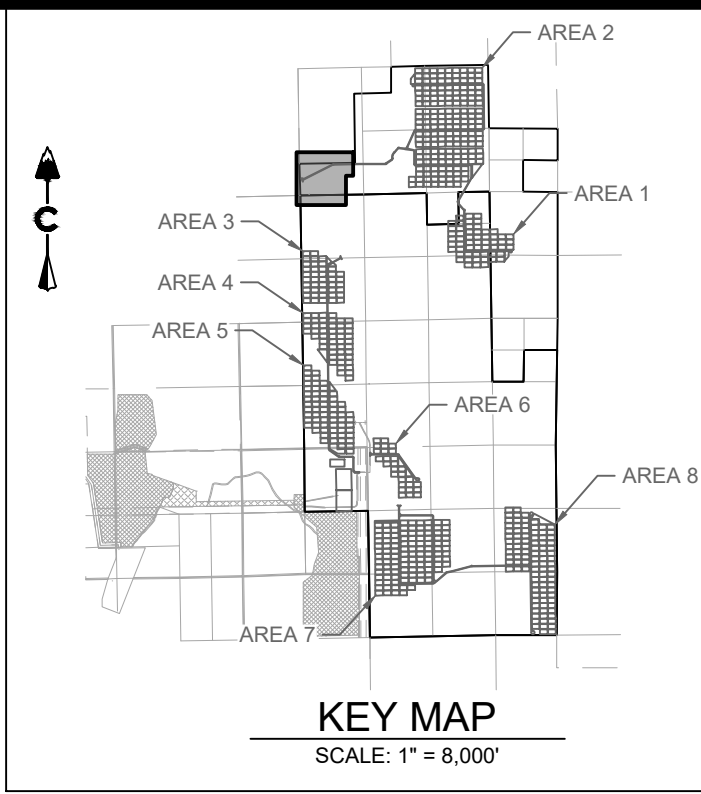 AREA 2
AREA 1
C
AREA 3
AREA 4
AREA 5
AREA 6
AREA 8
AREA 7
KEY MAP
SCALE: 1" = 8,000'